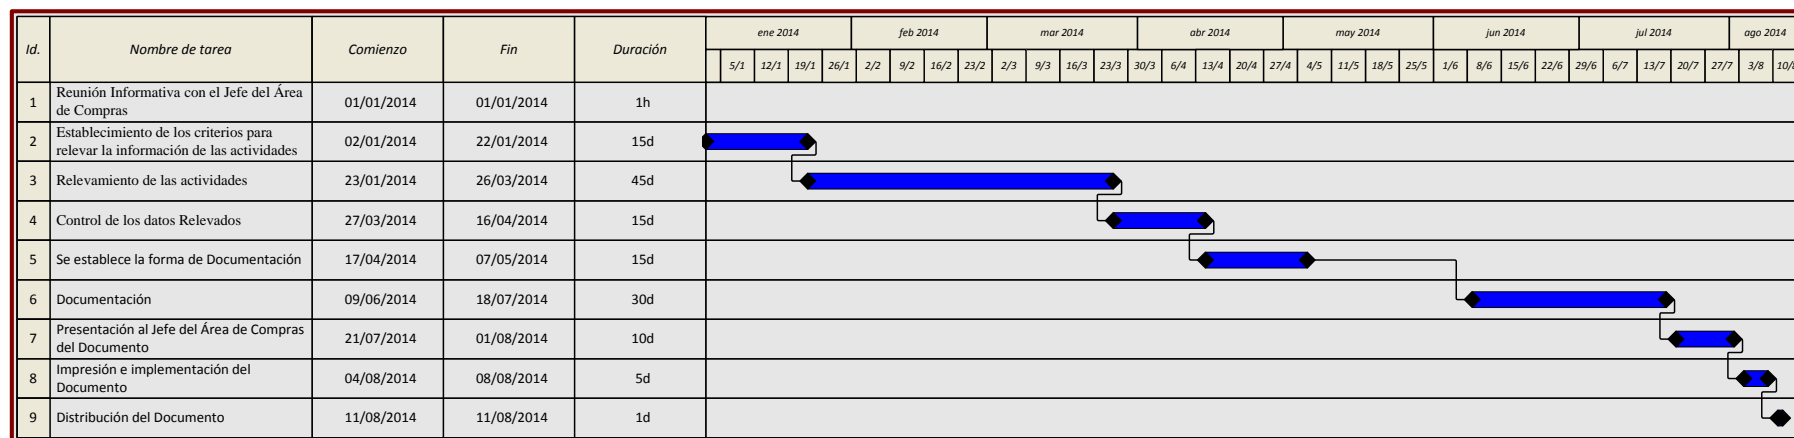 Id. Nombre de tarea Comienzo Fin Duración ene 2014 feb 2014 mar 2014 abr 2014 may 2014 jun 2014 jul 2014 ago 2014
5/1 12/1 19/1 26/1 2/2 9/2 16/2 23/2 2/3 9/3 16/3 23/3 30/3 6/4 13/4 20/4 27/4 4/5 11/5 18/5 25/5 1/6 8/6 15/6 22/6 29/6 6/7 13/7 20/7 27/7 3/8
1 Reunión Informativa con el Jefe del Área
de Compras 01/01/2014 01/01/2014 1h
2 Establecimiento de los criterios para
relevar la información de las actividades 02/01/2014 22/01/2014 15d
3 Relevamiento de las actividades 23/01/2014 26/03/2014 45d
4 Control de los datos Relevados 27/03/2014 16/04/2014 15d
5 Se establece la forma de Documentación 17/04/2014 07/05/2014 15d
6 Documentación 09/06/2014 18/07/2014 30d
7 Presentación al Jefe del Área de Compras
del Documento 21/07/2014 01/08/2014 10d
8 Impresión e implementación del
Documento 04/08/2014 08/08/2014 5d
9 Distribución del Documento 11/08/2014 11/08/2014 1d